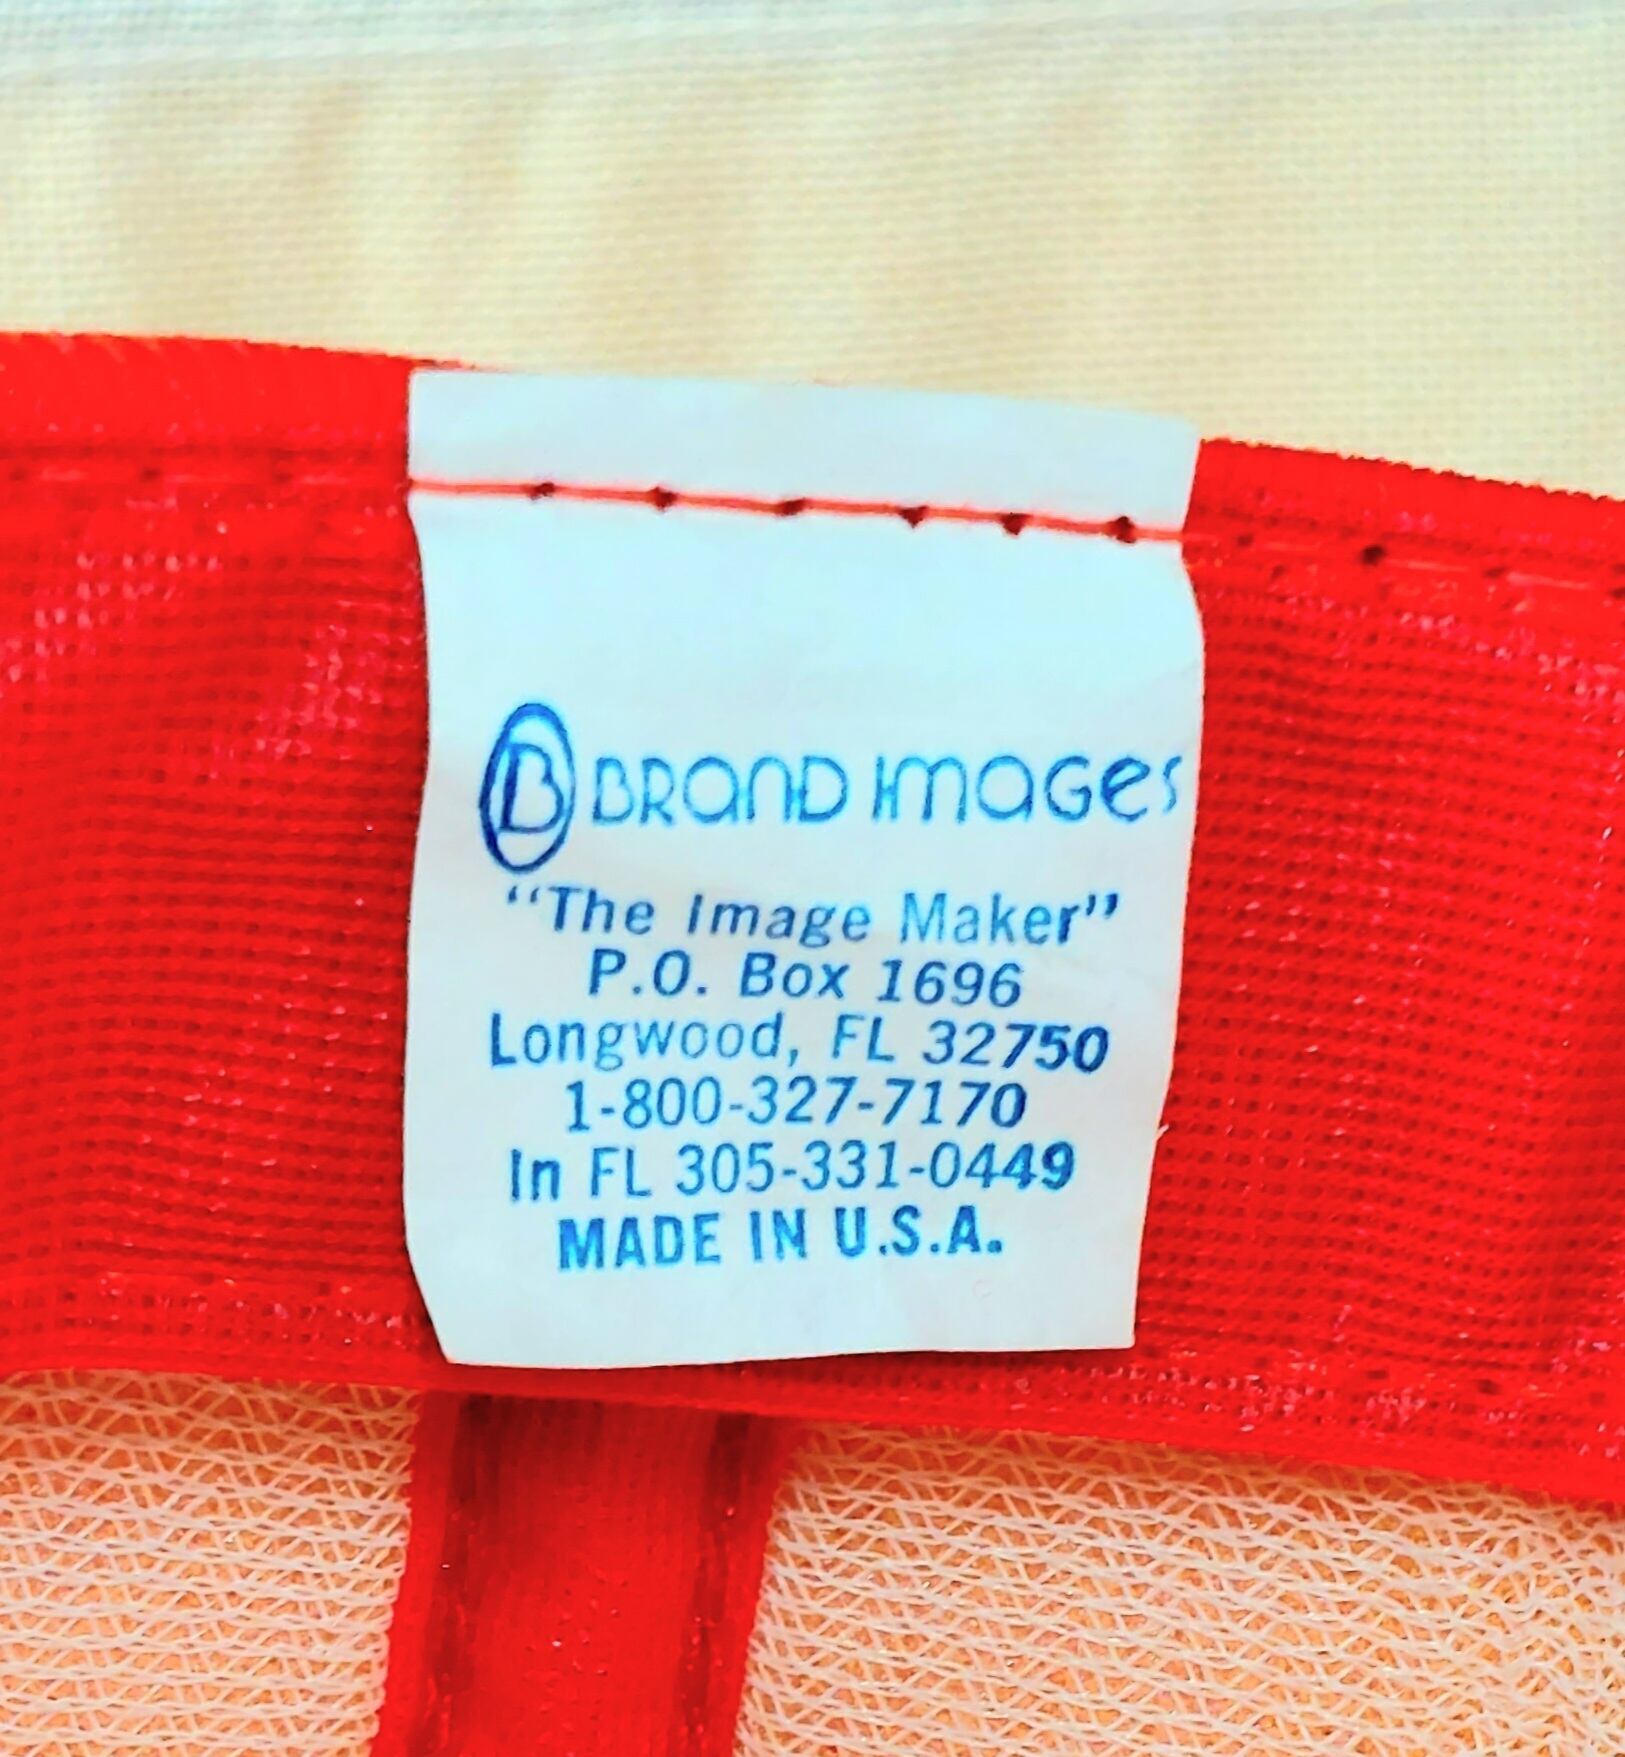 B BRAND IMAGES
"The Image Maker"
P.O. Box 1696
Longwood, FL 32750
1-800-327-7170
In FL 305-331-0449
MADE IN U.S.A.